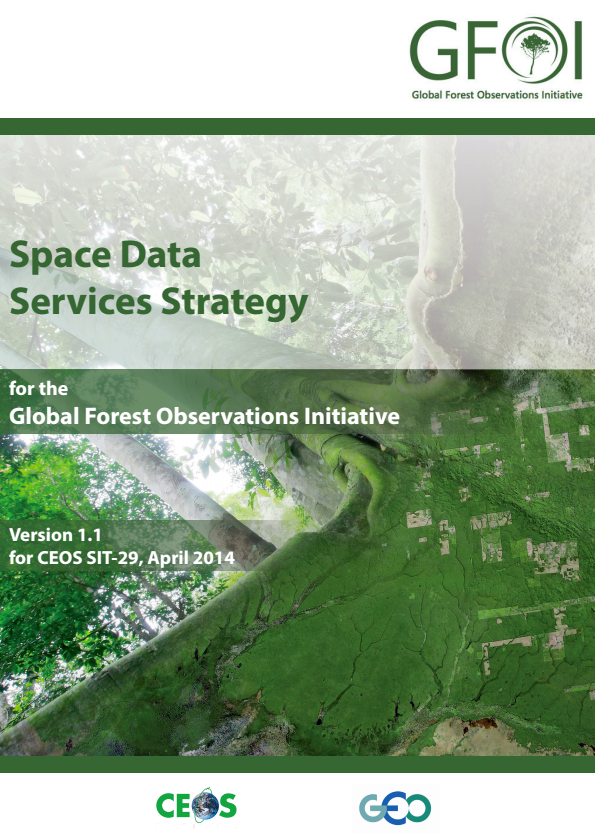 GFOI
Global Forest Observations Initiative
Space Data
Services Strategy
for the
Global Forest Observations Initiative
Version 1.1
for CEOS SIT-29, April 2014
CEOS
GEO